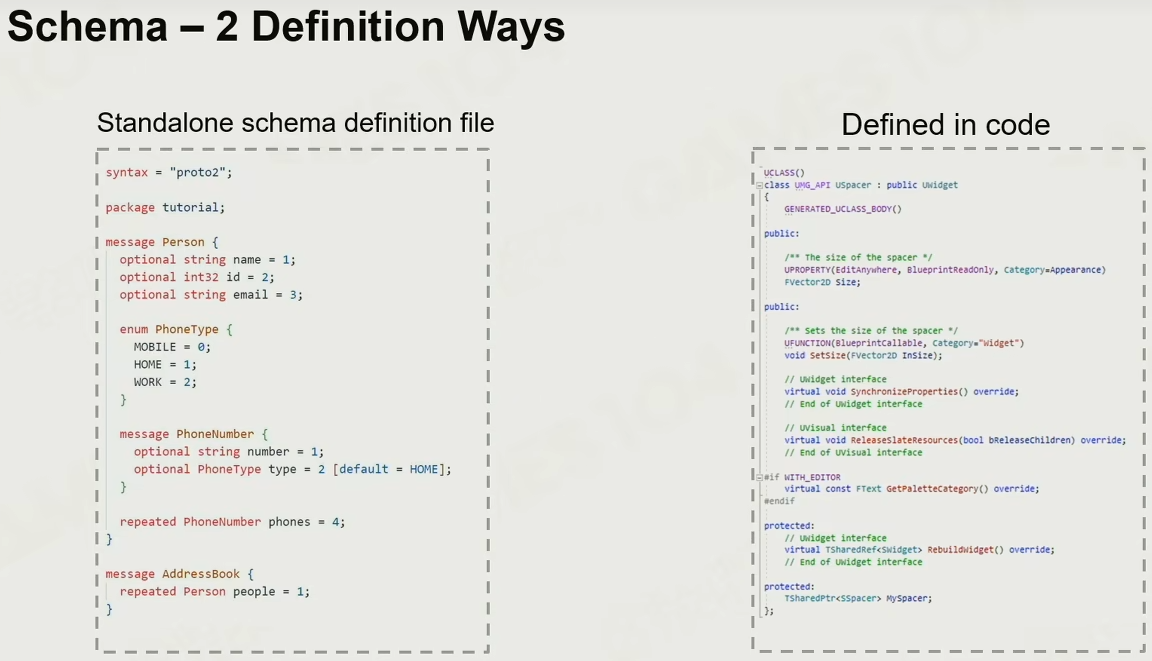 Schema – 2 Definition Ways
Standalone schema definition file
syntax = "proto2";
package tutorial;
message Person {
optional string name = 1;
optional int32 id = 2;
optional string email = 3;
enum PhoneType {
MOBILE = 0;
HOME = 1;
WORK = 2;
}
message PhoneNumber {
optional string number = 1;
optional PhoneType type = 2 [default = HOME];
}
repeated PhoneNumber phones = 4;
}
message AddressBook {
repeated Person people = 1;
}
Defined in code
UCLASS()
class UMG_API USpacer : public UWidget
{
GENERATED_UCLASS_BODY()
public:
/** The size of the spacer */
UPROPERTY(EditAnywhere, BlueprintReadOnly, Category=Appearance)
FVector2D Size;
public:
/** Sets the size of the spacer */
UFUNCTION(BlueprintCallable, Category="Widget")
void SetSize(FVector2D InSize);
// UWidget interface
virtual void SynchronizeProperties() override;
// End of UWidget interface
// UVisual interface
virtual void ReleaseSlateResources(bool bReleaseChildren) override;
// End of UVisual interface
#if WITH_EDITOR
virtual const FText GetPaletteCategory() override;
#endif
protected:
// UWidget interface
virtual TSharedRef<SWidget> RebuildWidget() override;
// End of UWidget interface
protected:
TSharedPtr<SSpacer> MySpacer;
};